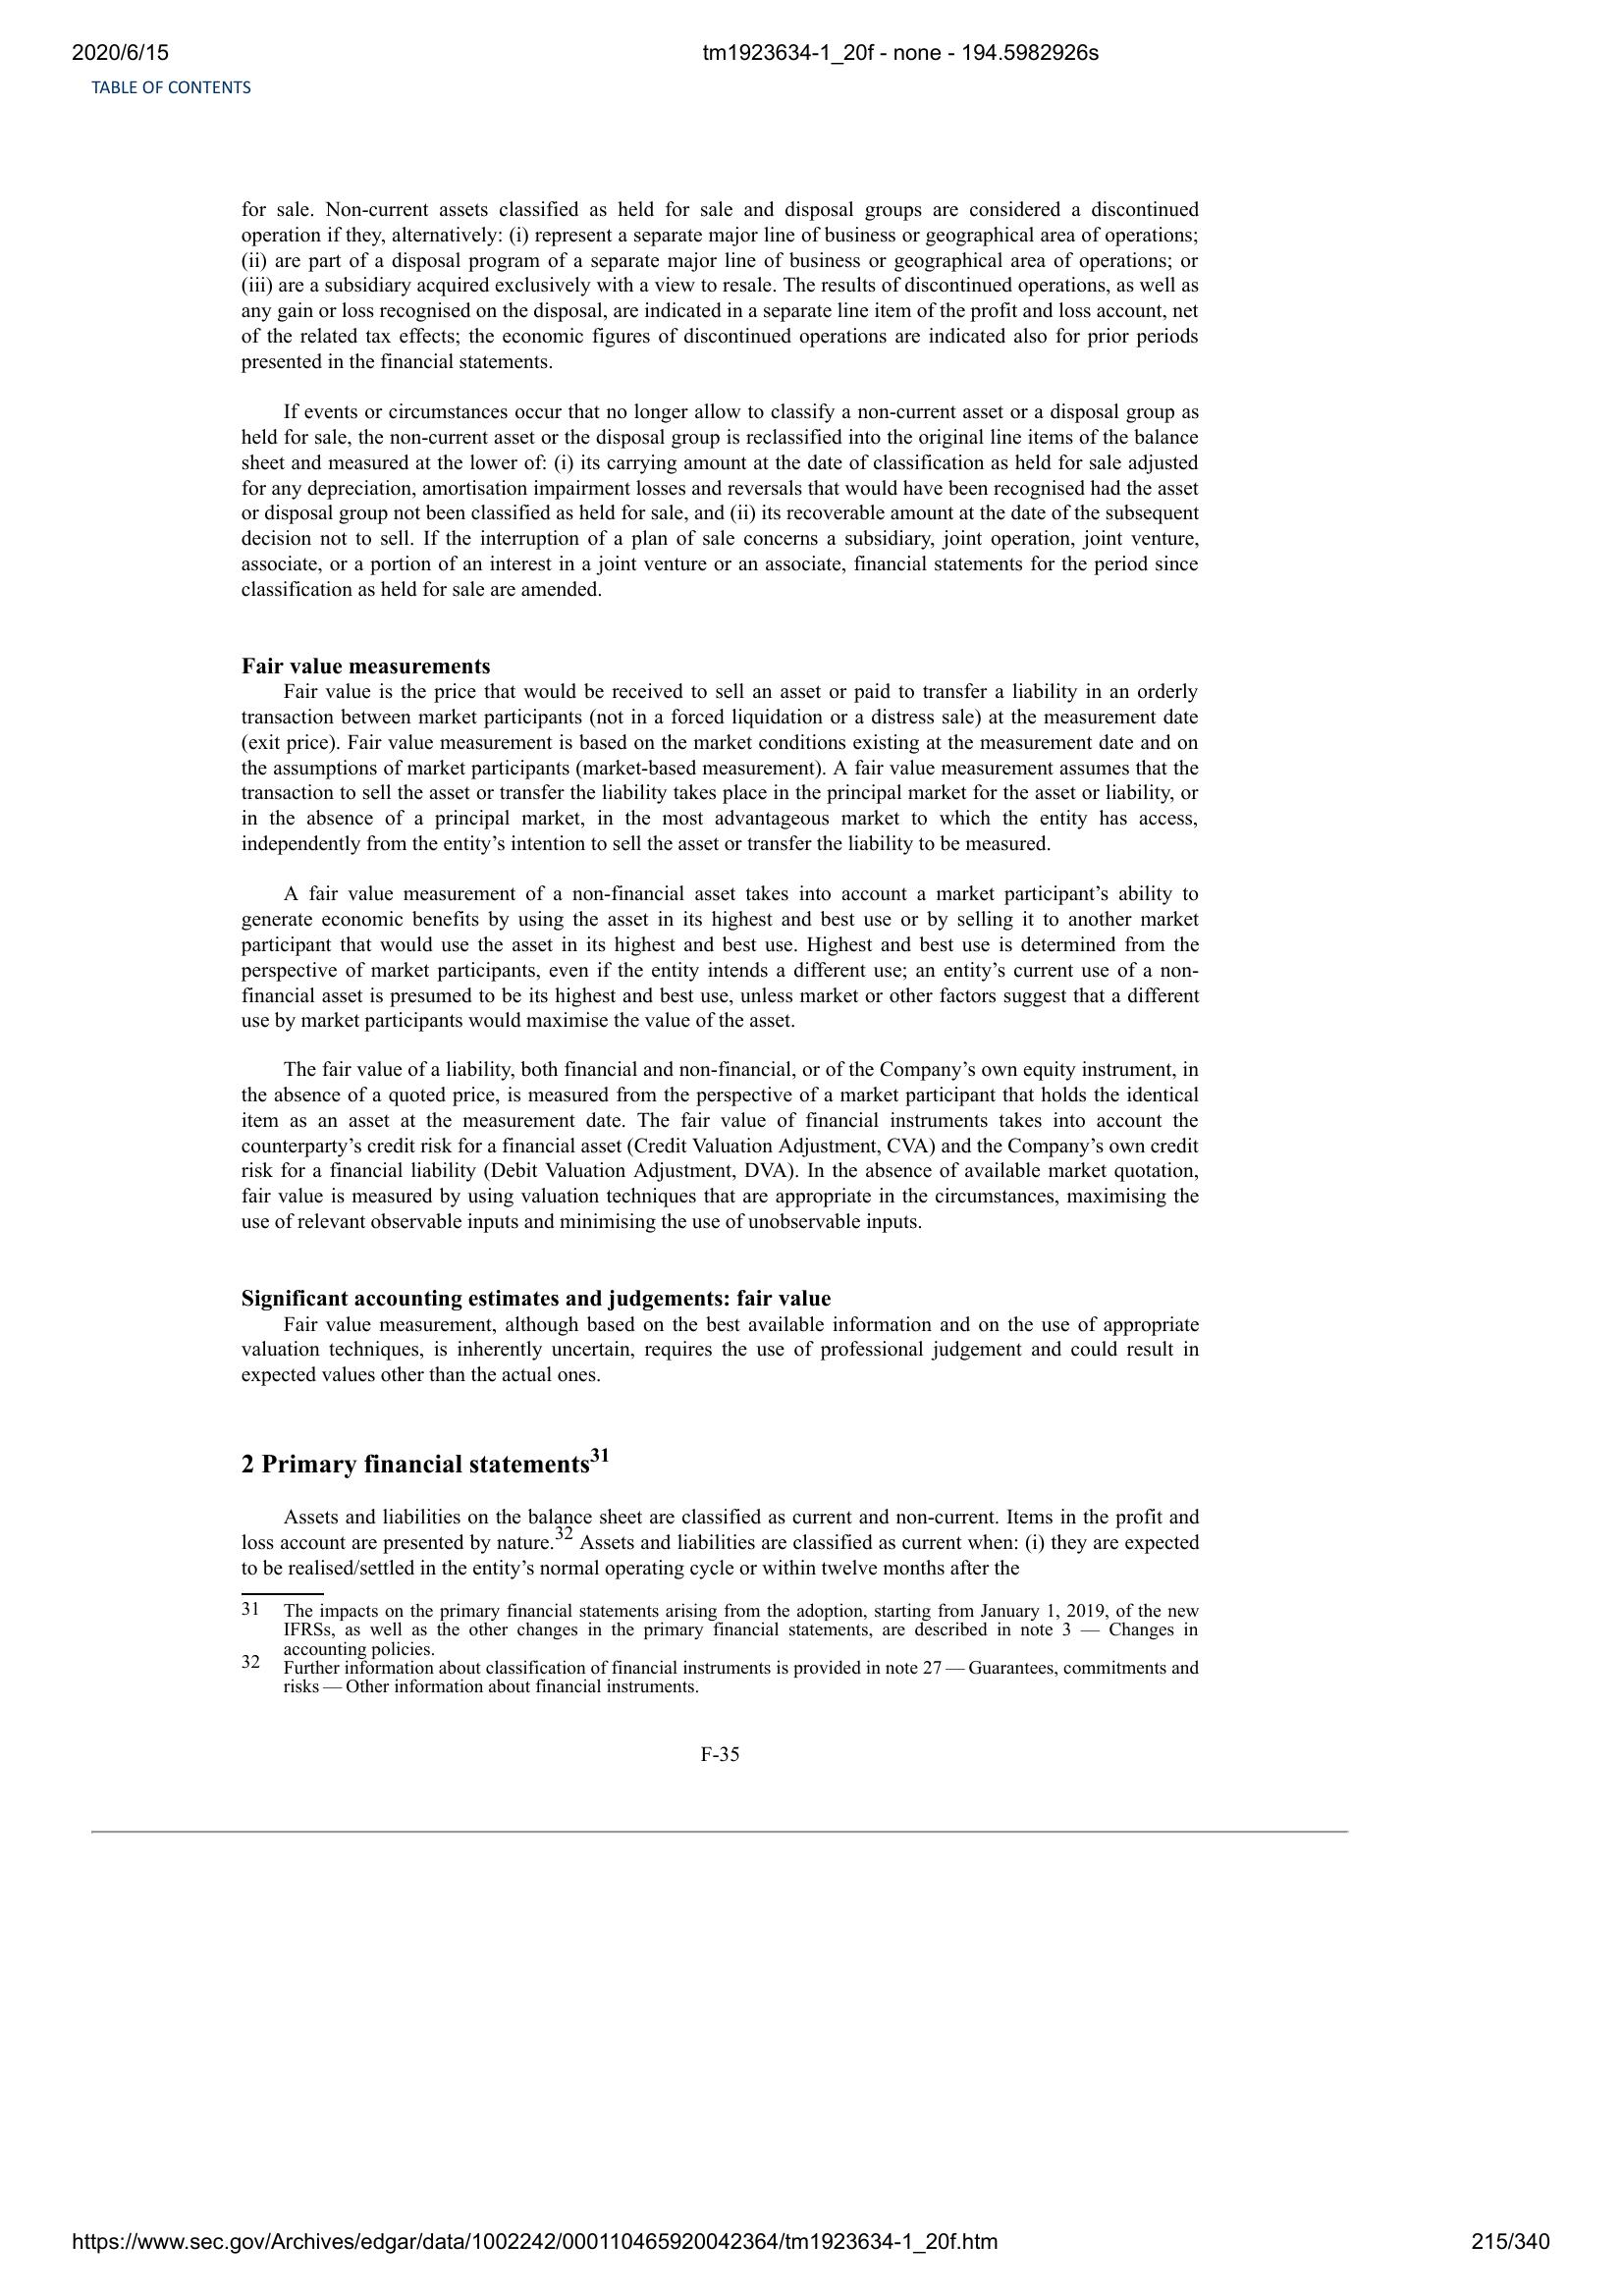 2020/6/15 tm1923634-1_20f - none - 194.5982926s
TABLE OF CONTENTS
for sale. Non-current assets classified as held for sale and disposal groups are considered a discontinued
operation if they, alternatively: (i) represent a separate major line of business or geographical area of operations;
(ii) are part of a disposal program of a separate major line of business or geographical area of operations; or
(iii) are a subsidiary acquired exclusively with a view to resale. The results of discontinued operations, as well as
any gain or loss recognised on the disposal, are indicated in a separate line item of the profit and loss account, net
of the related tax effects; the economic figures of discontinued operations are indicated also for prior periods
presented in the financial statements.
If events or circumstances occur that no longer allow to classify a non-current asset or a disposal group as
held for sale, the non-current asset or the disposal group is reclassified into the original line items of the balance
sheet and measured at the lower of: (i) its carrying amount at the date of classification as held for sale adjusted
for any depreciation, amortisation impairment losses and reversals that would have been recognised had the asset
or disposal group not been classified as held for sale, and (ii) its recoverable amount at the date of the subsequent
decision not to sell. If the interruption of a plan of sale concerns a subsidiary, joint operation, joint venture,
associate, or a portion of an interest in a joint venture or an associate, financial statements for the period since
classification as held for sale are amended.
Fair value measurements
Fair value is the price that would be received to sell an asset or paid to transfer a liability in an orderly
transaction between market participants (not in a forced liquidation or a distress sale) at the measurement date
(exit price). Fair value measurement is based on the market conditions existing at the measurement date and on
the assumptions of market participants (market-based measurement). A fair value measurement assumes that the
transaction to sell the asset or transfer the liability takes place in the principal market for the asset or liability, or
in the absence of a principal market, in the most advantageous market to which the entity has access,
independently from the entity’s intention to sell the asset or transfer the liability to be measured.
A fair value measurement of a non-financial asset takes into account a market participant’s ability to
generate economic benefits by using the asset in its highest and best use or by selling it to another market
participant that would use the asset in its highest and best use. Highest and best use is determined from the
perspective of market participants, even if the entity intends a different use; an entity’s current use of a non-
financial asset is presumed to be its highest and best use, unless market or other factors suggest that a different
use by market participants would maximise the value of the asset.
The fair value of a liability, both financial and non-financial, or of the Company’s own equity instrument, in
the absence of a quoted price, is measured from the perspective of a market participant that holds the identical
item as an asset at the measurement date. The fair value of financial instruments takes into account the
counterparty’s credit risk for a financial asset (Credit Valuation Adjustment, CVA) and the Company’s own credit
risk for a financial liability (Debit Valuation Adjustment, DVA). In the absence of available market quotation,
fair value is measured by using valuation techniques that are appropriate in the circumstances, maximising the
use of relevant observable inputs and minimising the use of unobservable inputs.
Significant accounting estimates and judgements: fair value
Fair value measurement, although based on the best available information and on the use of appropriate
valuation techniques, is inherently uncertain, requires the use of professional judgement and could result in
expected values other than the actual ones.
2 Primary financial statements31
Assets and liabilities on the balance sheet are classified as current and non-current. Items in the profit and
loss account are presented by nature.32 Assets and liabilities are classified as current when: (i) they are expected
to be realised/settled in the entity’s normal operating cycle or within twelve months after the
31 The impacts on the primary financial statements arising from the adoption, starting from January 1, 2019, of the new
IFRSs, as well as the other changes in the primary financial statements, are described in note 3 — Changes in
accounting policies.
32 Further information about classification of financial instruments is provided in note 27 — Guarantees, commitments and
risks — Other information about financial instruments.
F-35
https://www.sec.gov/Archives/edgar/data/1002242/000110465920042364/tm1923634-1_20f.htm 215/340